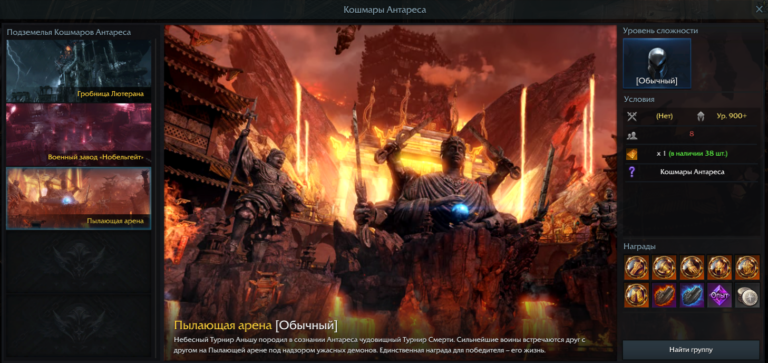 Кошмары Антареса
Подземелья Кошмаров Антареса
Гробница Лютерана
Военный завод «Нобельгейт»
Пылающая арена
Пылающая арена [Обычный]
Небесный Турнир Аньшу породил в сознании Антареса чудовищный Турнир Смерти. Сильнейшие воины встречаются друг с
другом на Пылающей арене под надзором ужасных демонов. Единственная награда для победителя – его жизнь.
Уровень сложности
[Обычный]
Условия
(Нет) Ур. 900+
8
x 1 (в наличии 38 шт.)
? Кошмары Антареса
Награды
Опыт
Найти группу